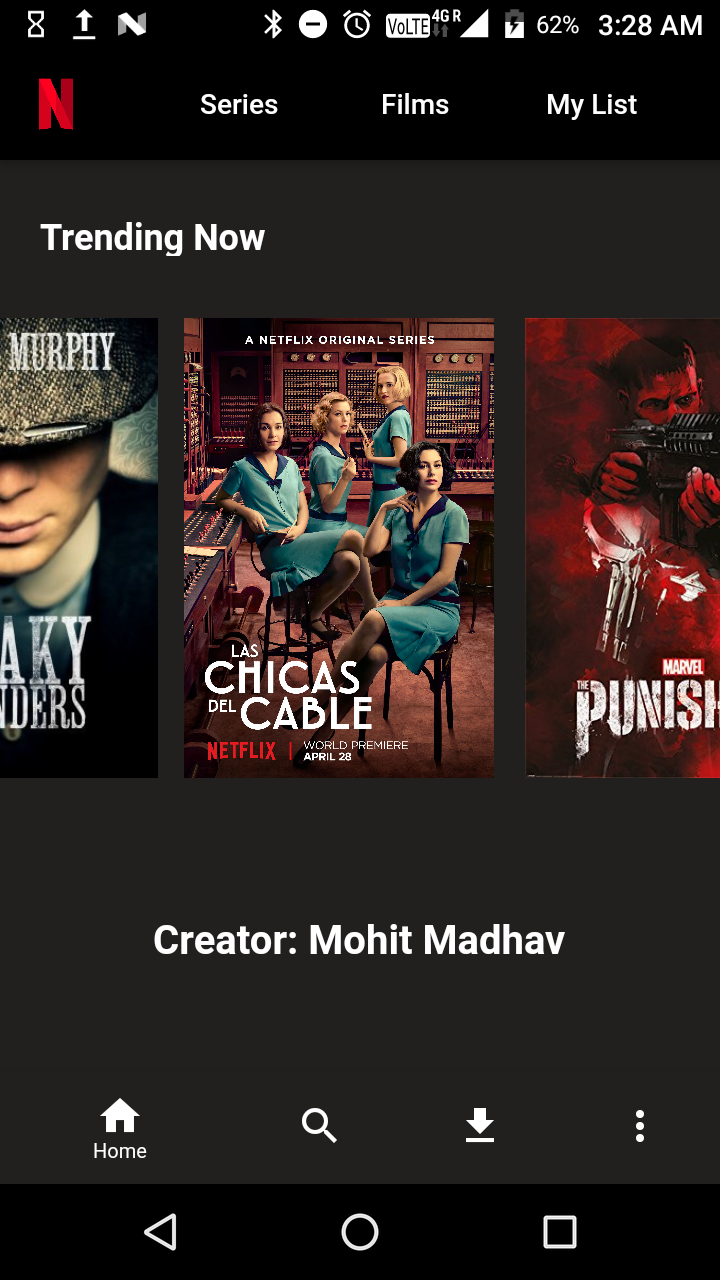 VoLTE 4G R 62% 3:28 AM
N Series Films My List
Trending Now
MURPHY
AKY
NDERS
A NETFLIX ORIGINAL SERIES
LAS
CHICAS
DEL CABLE
NETFLIX | WORLD PREMIERE
APRIL 28
MARVEL
THE
PUNISH
Creator: Mohit Madhav
Home